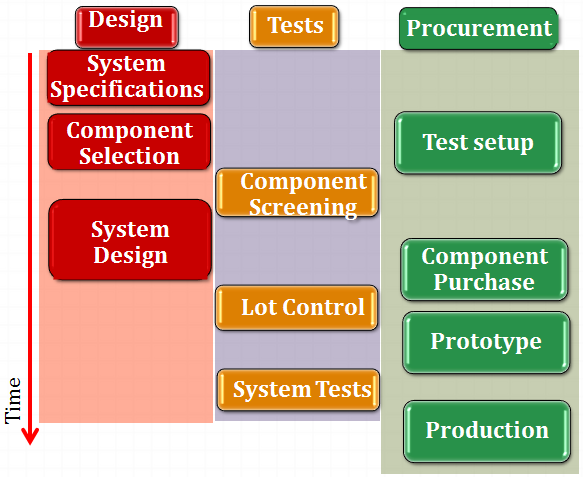 Design
Tests
Procurement
System
Specifications
Component
Selection
Test setup
Component
Screening
System
Design
Component
Purchase
Lot Control
Prototype
System Tests
Production
Time